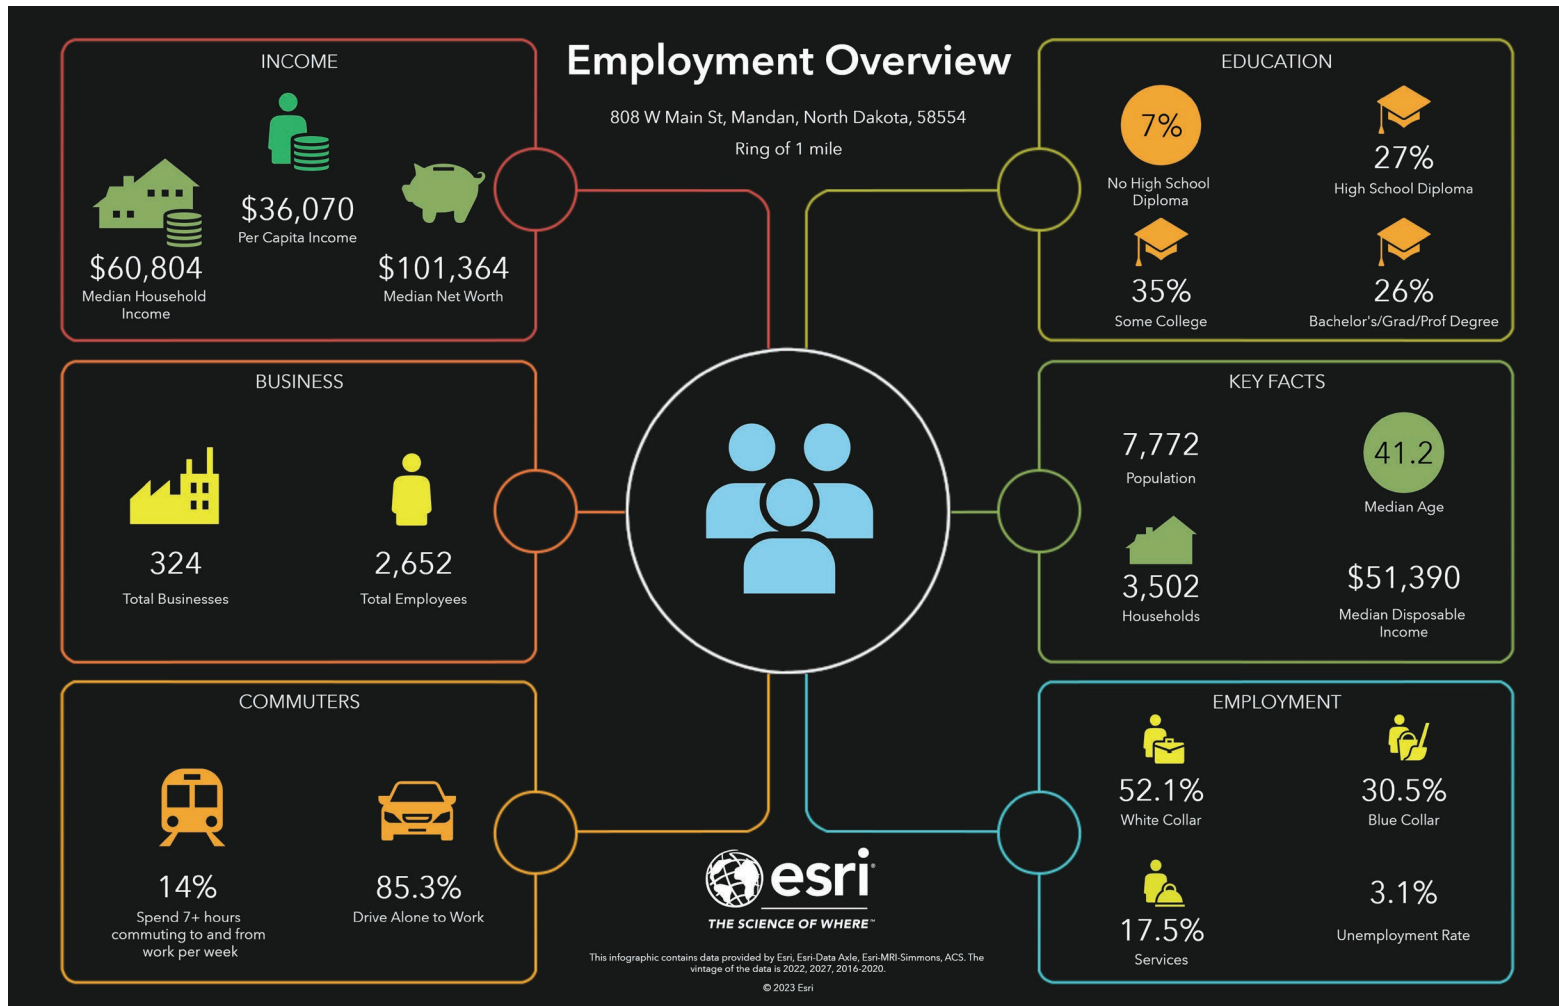 Employment Overview
808 W Main St, Mandan, North Dakota, 58554
Ring of 1 mile
INCOME
$36,070
Per Capita Income
$60,804
Median Household
Income
$101,364
Median Net Worth
EDUCATION
7%
No High School
Diploma
27%
High School Diploma
35%
Some College
26%
Bachelor's/Grad/Prof Degree
BUSINESS
324
Total Businesses
2,652
Total Employees
KEY FACTS
7,772
Population
41.2
Median Age
3,502
Households
$51,390
Median Disposable
Income
COMMUTERS
14%
Spend 7+ hours
commuting to and from
work per week
85.3%
Drive Alone to Work
EMPLOYMENT
52.1%
White Collar
30.5%
Blue Collar
17.5%
Services
3.1%
Unemployment Rate
esri®
THE SCIENCE OF WHERE™
This infographic contains data provided by Esri, Esri-Data Axle, Esri-MRI-Simmons, ACS. The
vintage of the data is 2022, 2027, 2016-2020.
© 2023 Esri